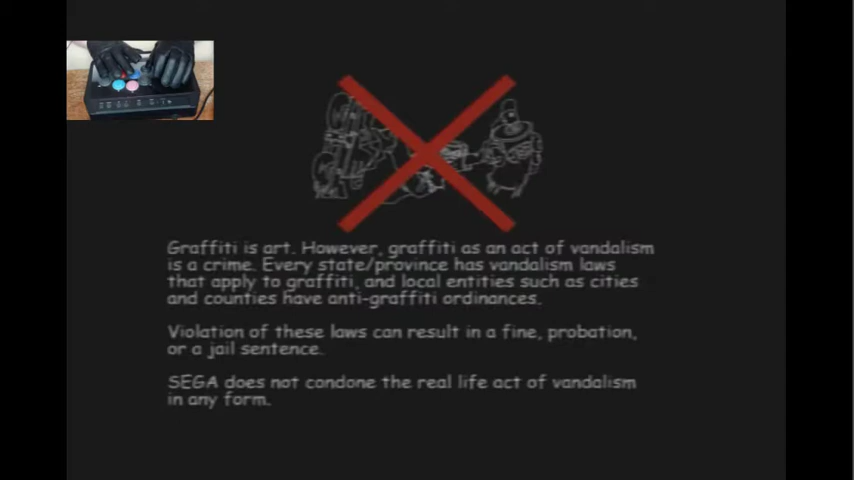 Graffiti is art. However, graffiti as an act of vandalism
is a crime. Every state/province has vandalism laws
that apply to graffiti, and local entities such as cities
and counties have anti-graffiti ordinances.
Violation of these laws can result in a fine, probation,
or a jail sentence.
SEGA does not condone the real life act of vandalism
in any form.